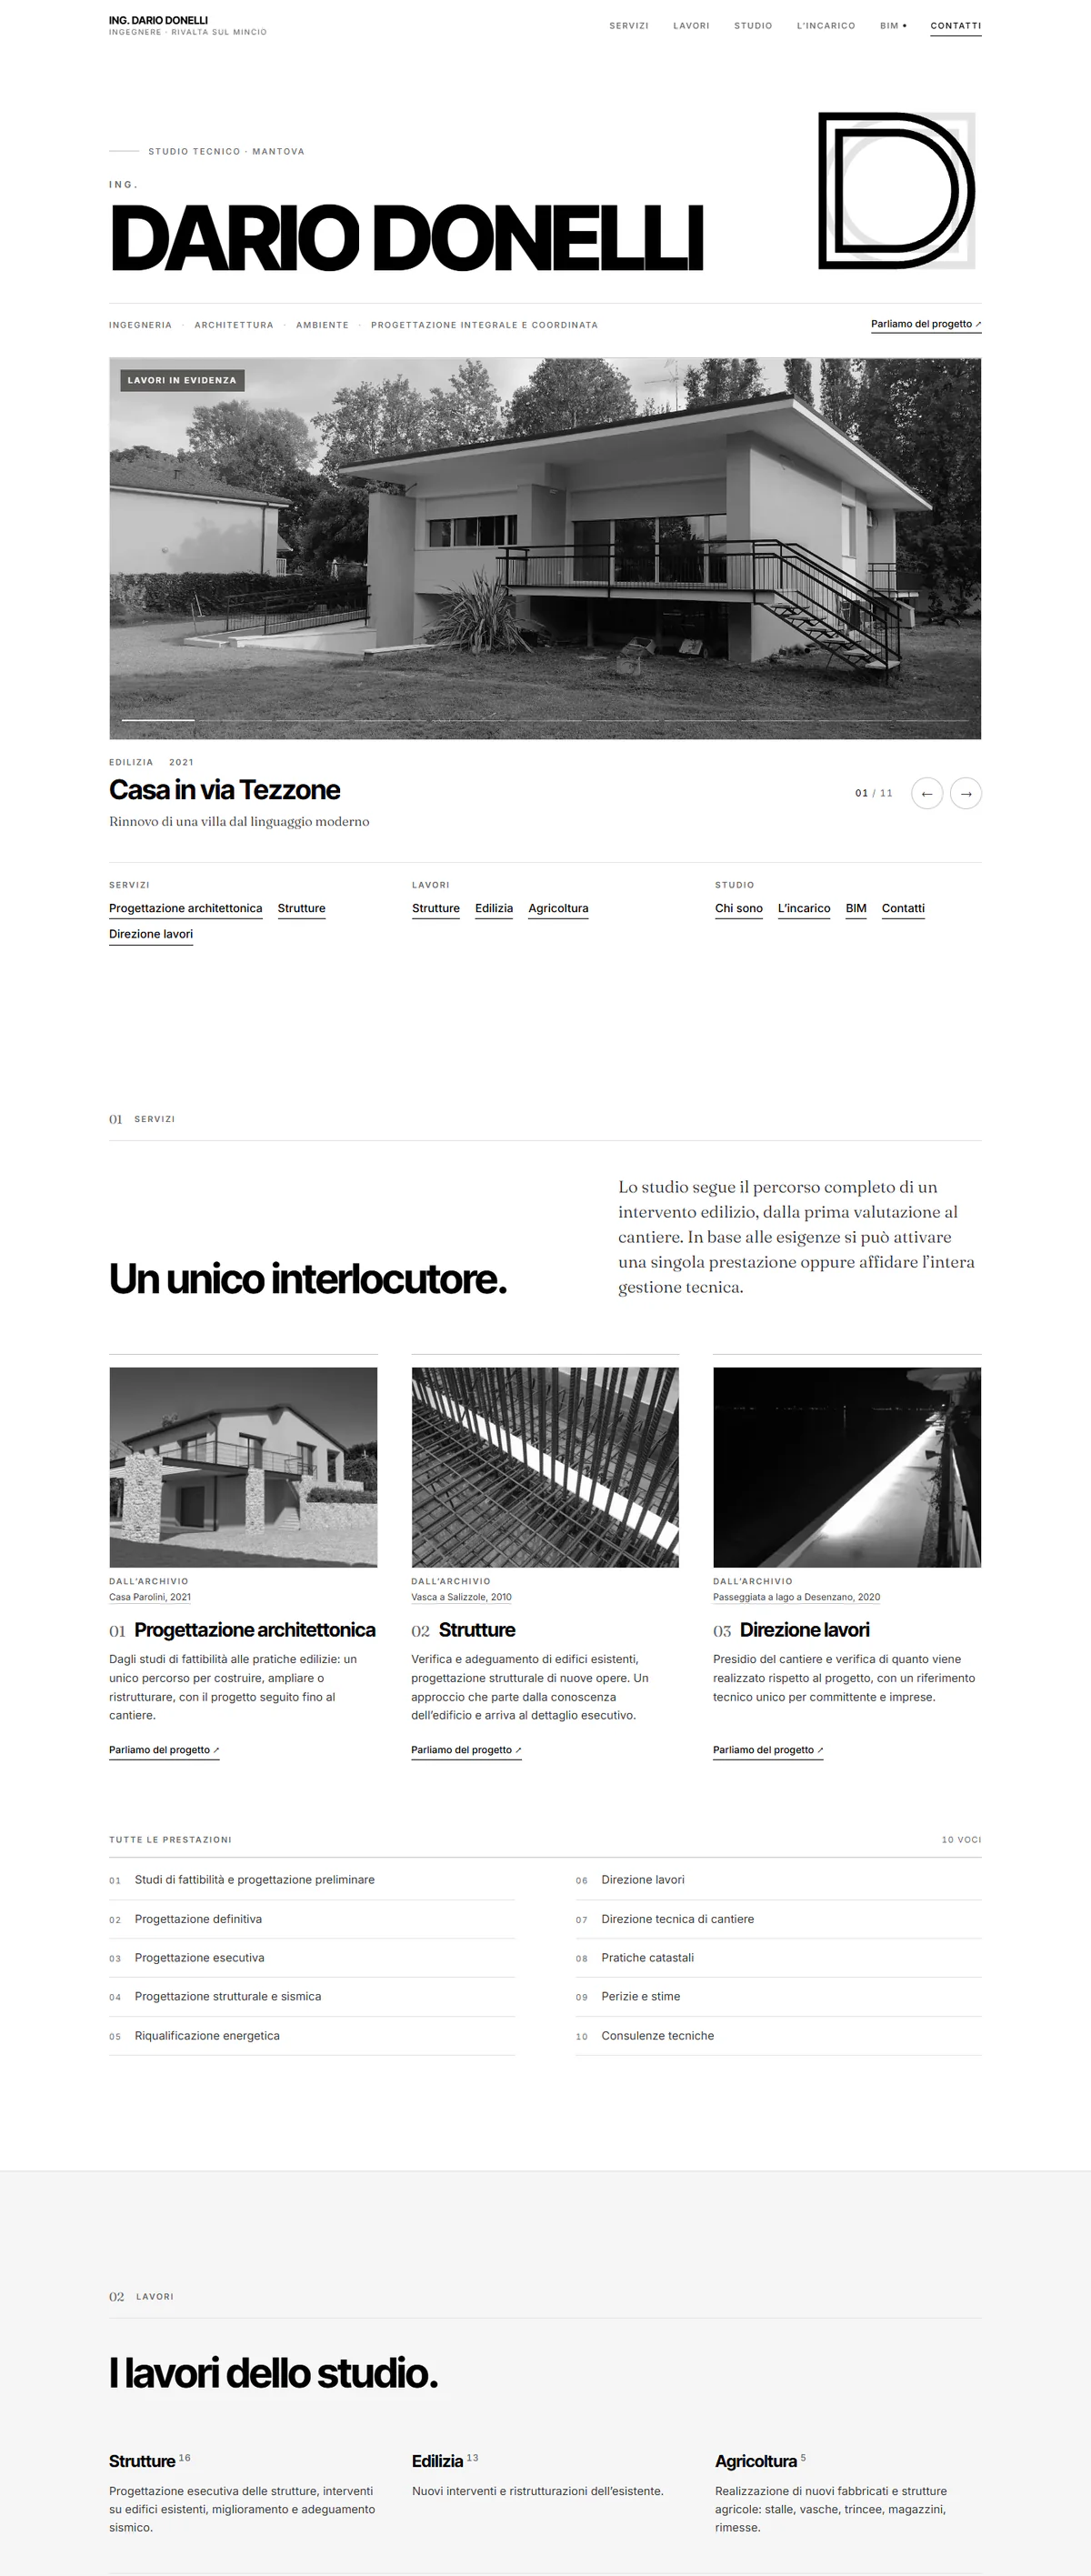 ING. DARIO DONELLI
INGEGNERE · RIVALTA SUL MINCIO
SERVIZI LAVORI STUDIO L'INCARICO BIM • CONTATTI
STUDIO TECNICO · MANTOVA
ING.
DARIO DONELLI
INGEGNERIA · ARCHITETTURA · AMBIENTE · PROGETTAZIONE INTEGRALE E COORDINATA
Parliamo del progetto ↗
LAVORI IN EVIDENZA
EDILIZIA 2021
Casa in via Tezzone
Rinnovo di una villa dal linguaggio moderno
01 / 11 ← →
SERVIZI
Progettazione architettonica Strutture
Direzione lavori
LAVORI
Strutture Edilizia Agricoltura
STUDIO
Chi sono L'incarico BIM Contatti
01 SERVIZI
Un unico interlocutore.
Lo studio segue il percorso completo di un
intervento edilizio, dalla prima valutazione al
cantiere. In base alle esigenze si può attivare
una singola prestazione oppure affidare l'intera
gestione tecnica.
DALL'ARCHIVIO
Casa Parolini, 2021
01 Progettazione architettonica
Dagli studi di fattibilità alle pratiche edilizie: un
unico percorso per costruire, ampliare o
ristrutturare, con il progetto seguito fino al
cantiere.
Parliamo del progetto ↗
DALL'ARCHIVIO
Vasca a Salizzole, 2010
02 Strutture
Verifica e adeguamento di edifici esistenti,
progettazione strutturale di nuove opere. Un
approccio che parte dalla conoscenza
dell'edificio e arriva al dettaglio esecutivo.
Parliamo del progetto ↗
DALL'ARCHIVIO
Passeggiata a lago a Desenzano, 2020
03 Direzione lavori
Presidio del cantiere e verifica di quanto viene
realizzato rispetto al progetto, con un riferimento
tecnico unico per committente e imprese.
Parliamo del progetto ↗
TUTTE LE PRESTAZIONI 10 VOCI
01 Studi di fattibilità e progettazione preliminare
02 Progettazione definitiva
03 Progettazione esecutiva
04 Progettazione strutturale e sismica
05 Riqualificazione energetica
06 Direzione lavori
07 Direzione tecnica di cantiere
08 Pratiche catastali
09 Perizie e stime
10 Consulenze tecniche
02 LAVORI
I lavori dello studio.
Strutture 16
Progettazione esecutiva delle strutture, interventi
su edifici esistenti, miglioramento e adeguamento
sismico.
Edilizia 13
Nuovi interventi e ristrutturazioni dell'esistente.
Agricoltura 5
Realizzazione di nuovi fabbricati e strutture
agricole: stalle, vasche, trincee, magazzini,
rimesse.